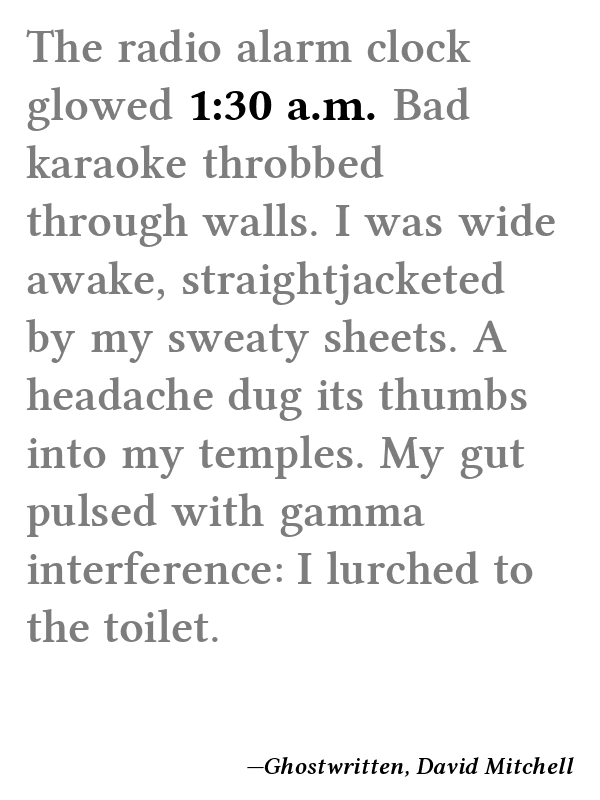 The radio alarm clock
glowed 1:30 a.m. Bad
karaoke throbbed
through walls. I was wide
awake, straightjacketed
by my sweaty sheets. A
headache dug its thumbs
into my temples. My gut
pulsed with gamma
interference: I lurched to
the toilet.
—Ghostwritten, David Mitchell